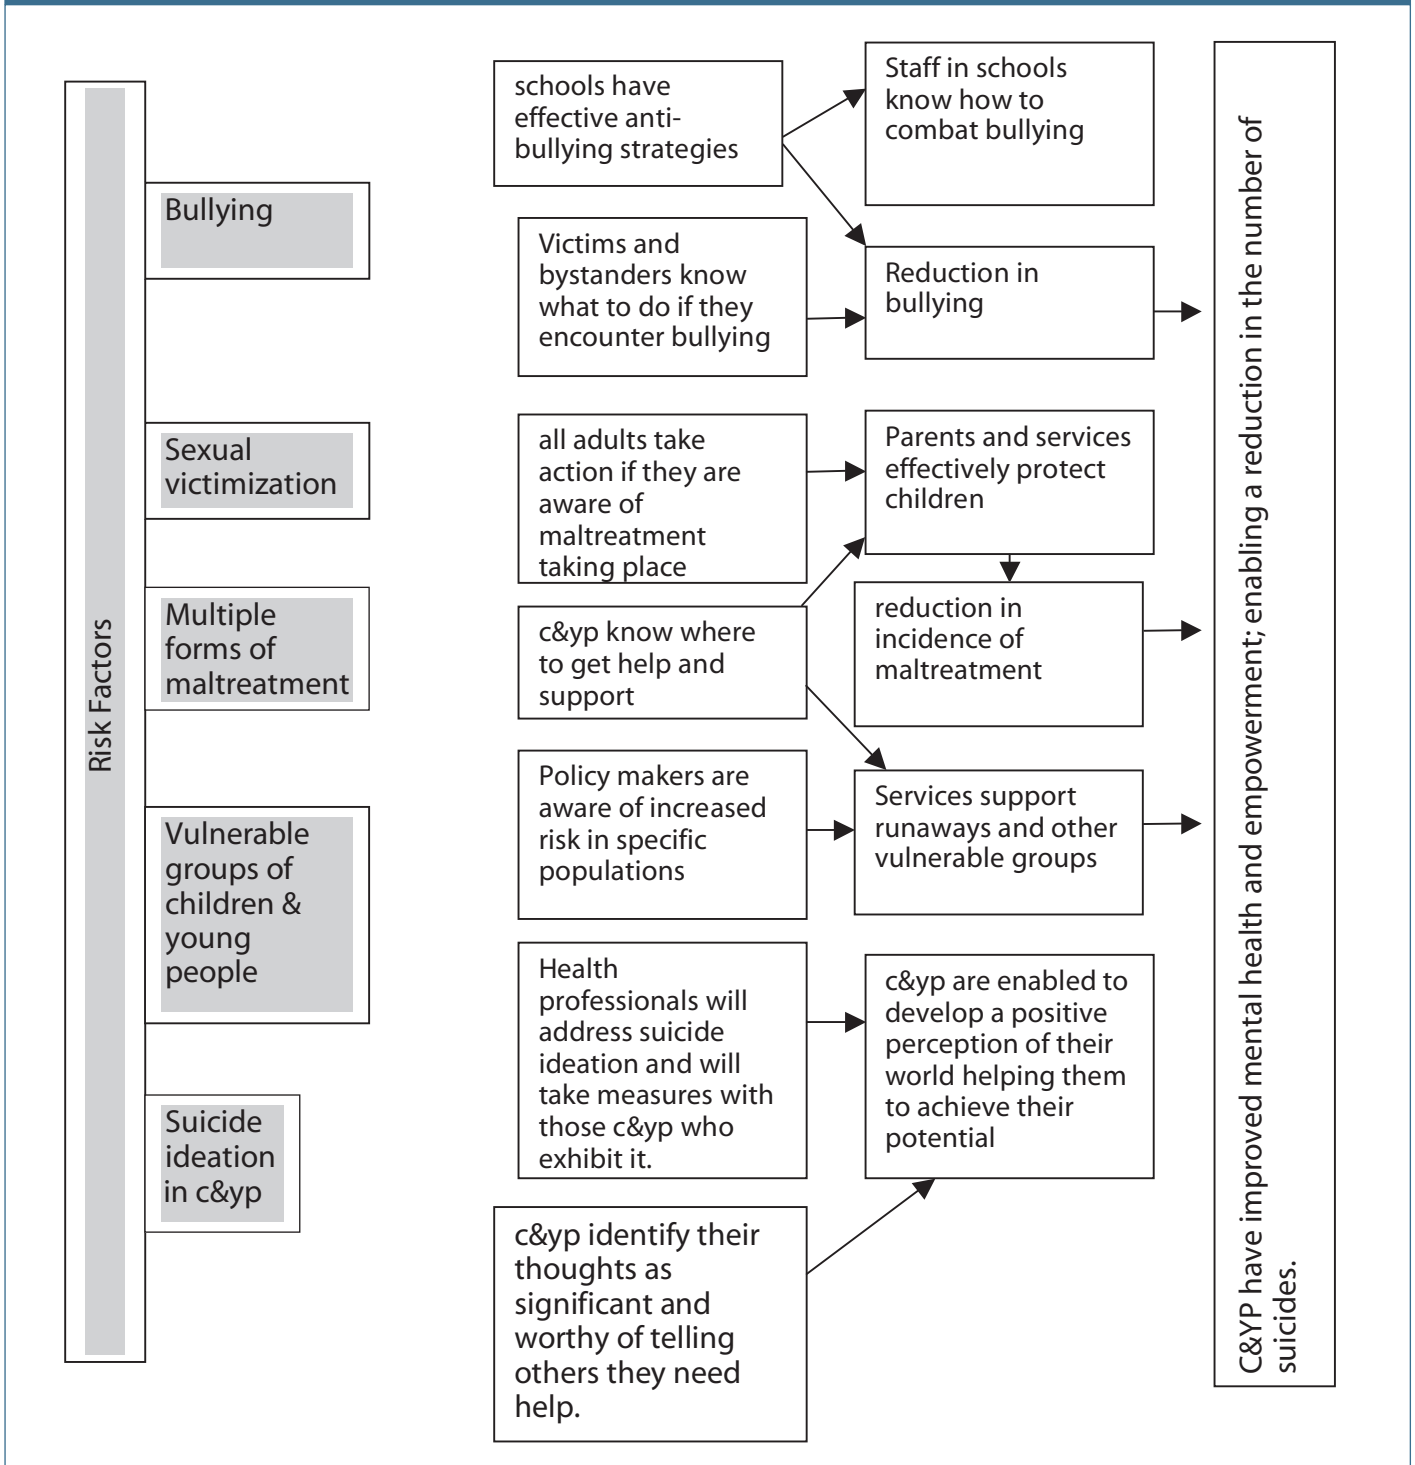 Risk Factors
Bullying
Sexual
victimization
Multiple
forms of
maltreatment
Vulnerable
groups of
children &
young
people
Suicide
ideation
in c&yp
schools have
effective anti-
bullying strategies
Victims and
bystanders know
what to do if they
encounter bullying
all adults take
action if they are
aware of
maltreatment
taking place
c&yp know where
to get help and
support
Policy makers are
aware of increased
risk in specific
populations
Health
professionals will
address suicide
ideation and will
take measures with
those c&yp who
exhibit it.
c&yp identify their
thoughts as
significant and
worthy of telling
others they need
help.
Staff in schools
know how to
combat bullying
Reduction in
bullying
Parents and services
effectively protect
children
reduction in
incidence of
maltreatment
Services support
runaways and other
vulnerable groups
c&yp are enabled to
develop a positive
perception of their
world helping them
to achieve their
potential
C&YP have improved mental health and empowerment; enabling a reduction in the number of
suicides.